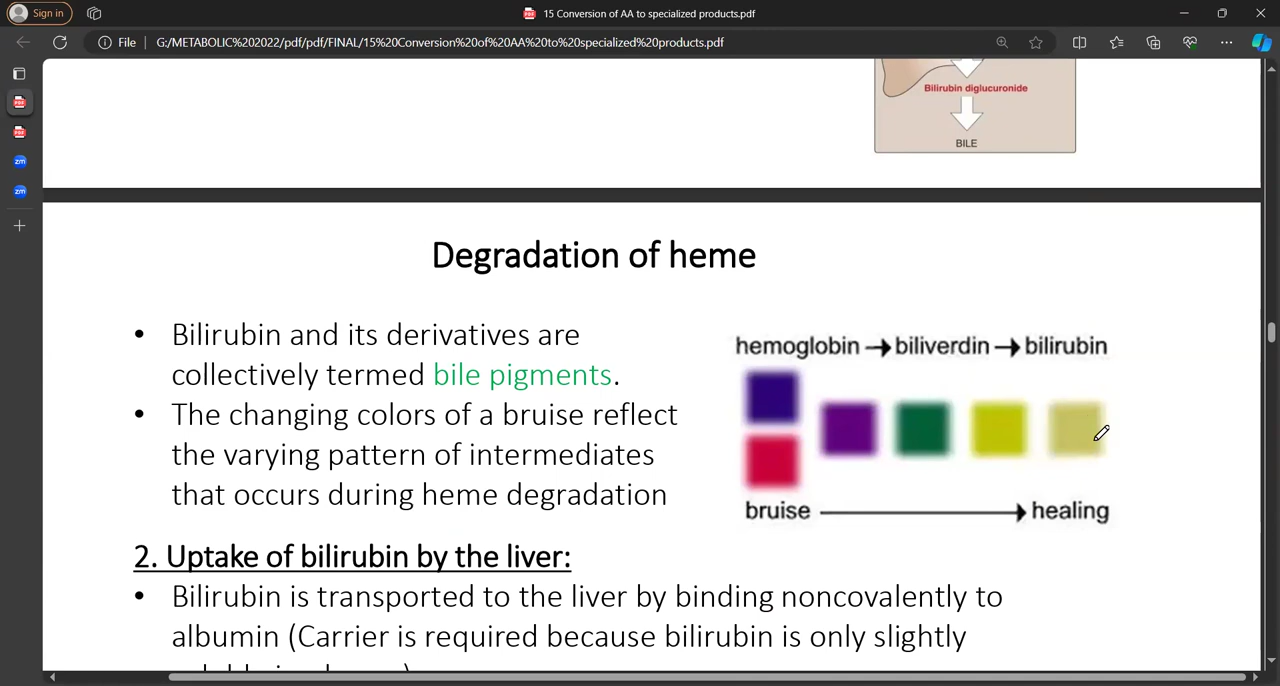 Sign in
15 Conversion of AA to specialized products.pdf
File
G:/METABOLIC%202022/pdf/pdf/FINAL/15%20Conversion%20of%20AA%20to%20specialized%20products.pdf
Bilirubin diglucuronide
BILE
Degradation of heme
• Bilirubin and its derivatives are
collectively termed bile pigments.
• The changing colors of a bruise reflect
the varying pattern of intermediates
that occurs during heme degradation
hemoglobin → biliverdin → bilirubin
bruise → healing
2. Uptake of bilirubin by the liver:
• Bilirubin is transported to the liver by binding noncovalently to
albumin (Carrier is required because bilirubin is only slightly
PDF
PDF
zm
zm